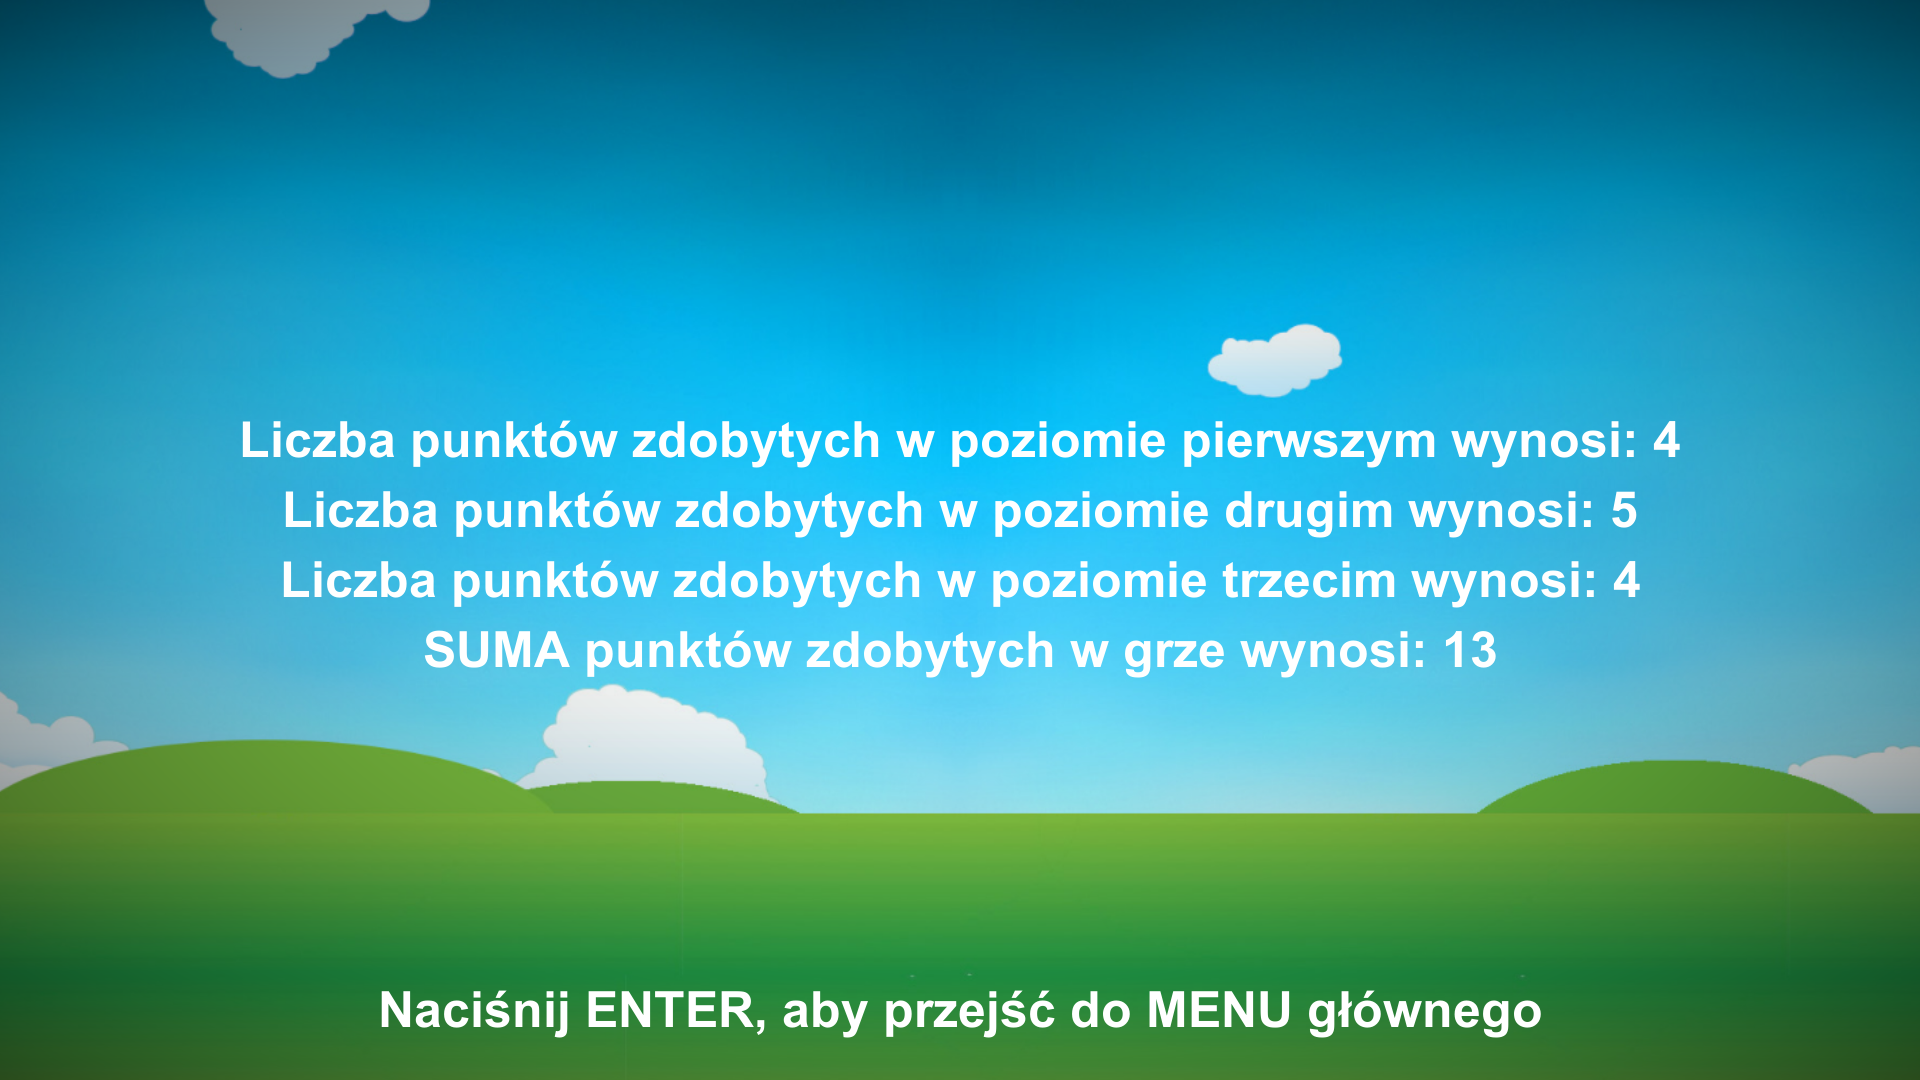 Liczba punktów zdobytych w poziomie pierwszym wynosi: 4
Liczba punktów zdobytych w poziomie drugim wynosi: 5
Liczba punktów zdobytych w poziomie trzecim wynosi: 4
SUMA punktów zdobytych w grze wynosi: 13
Naciśnij ENTER, aby przejść do MENU głównego